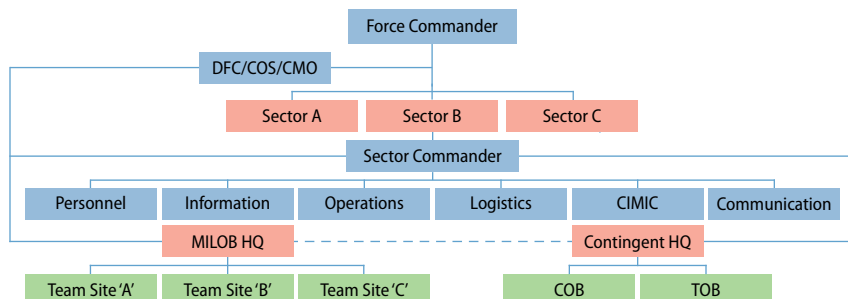 Force Commander
DFC/COS/CMO
Sector A
Sector B
Sector C
Sector Commander
Personnel
Information
Operations
Logistics
CIMIC
Communication
MILOB HQ
Contingent HQ
Team Site ‘A’
Team Site ‘B’
Team Site ‘C’
COB
TOB